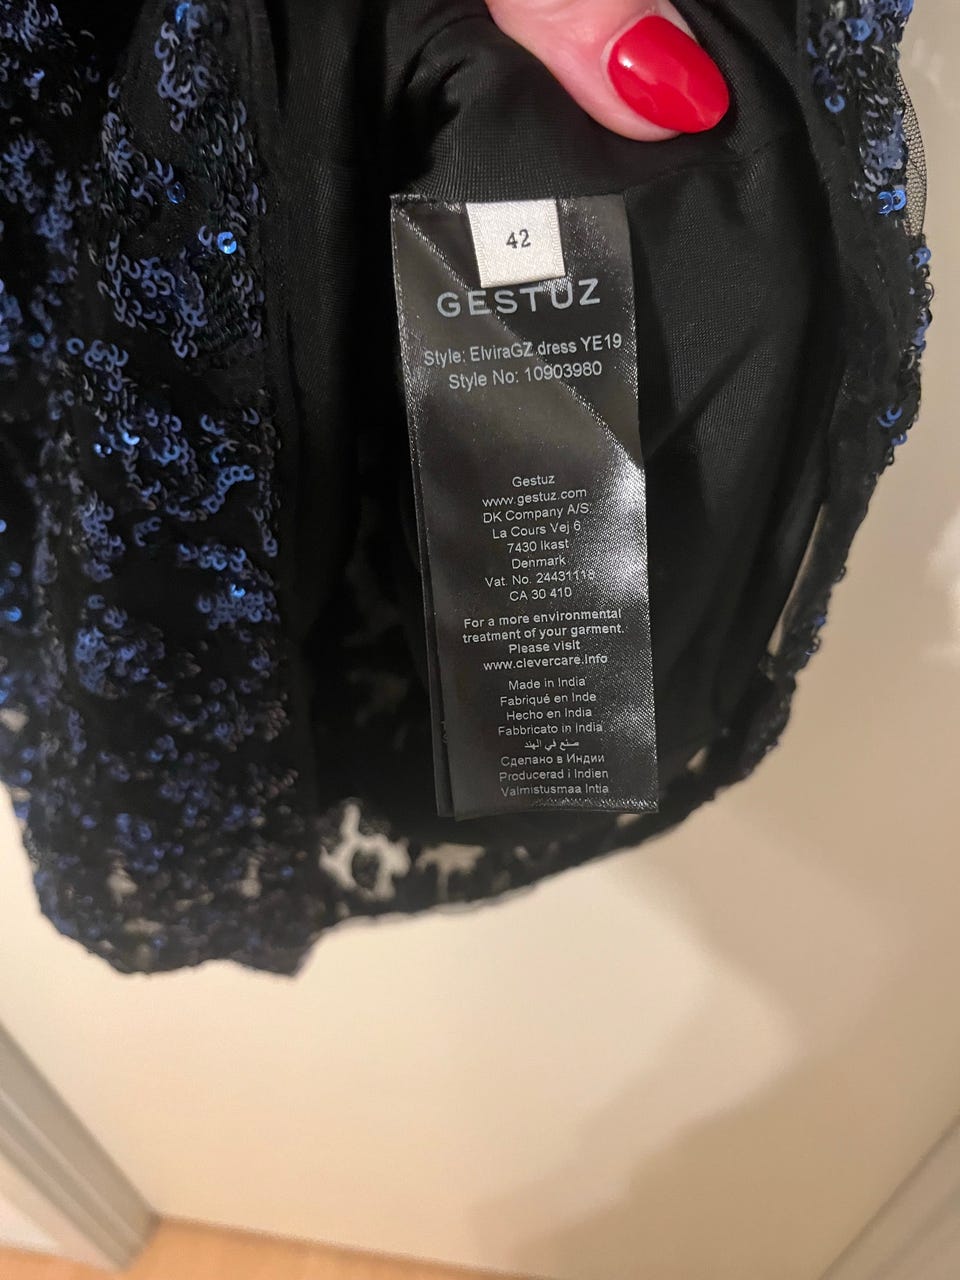 42
GESTUZ
Style: ElviraGZ dress YE19
Style No: 10903980
Gestuz
www.gestuz.com
DK Company A/S.
La Cours Vej 6
7430 Ikast
Denmark
Vat. No. 24431118
CA 30 410
For a more environmental
treatment of your garment.
Please visit
www.clevercare.info
Made in India
Fabriqué en Inde
Hecho en India
Fabbricato in india
صنع في الهند
Сделано в Индии
Producerad i Indien
Valmistusmaa Intia